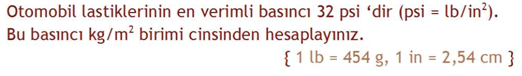 Otomobil lastiklerinin en verimli basıncı 32 psi ‘dir (psi = lb/in²).
Bu basıncı kg/m² birimi cinsinden hesaplayınız.
{ 1 lb = 454 g, 1 in = 2,54 cm }